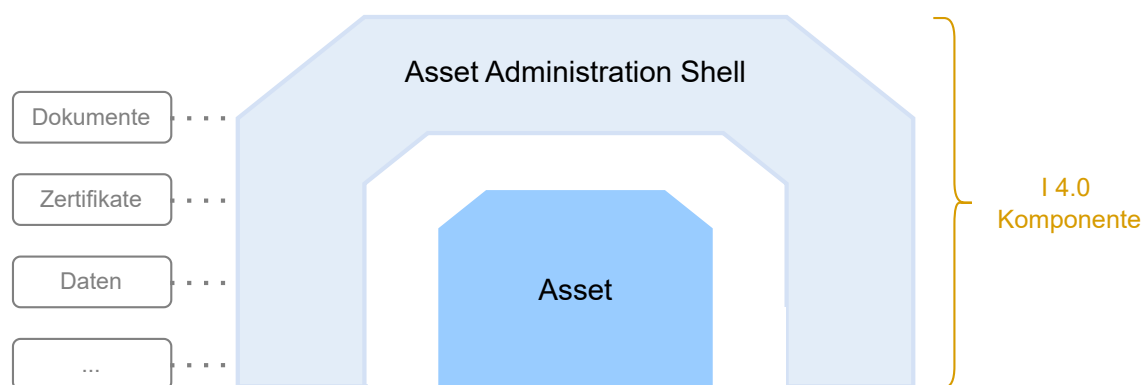 Asset Administration Shell
Dokumente
Zertifikate
Daten
...
Asset
I 4.0
Komponente